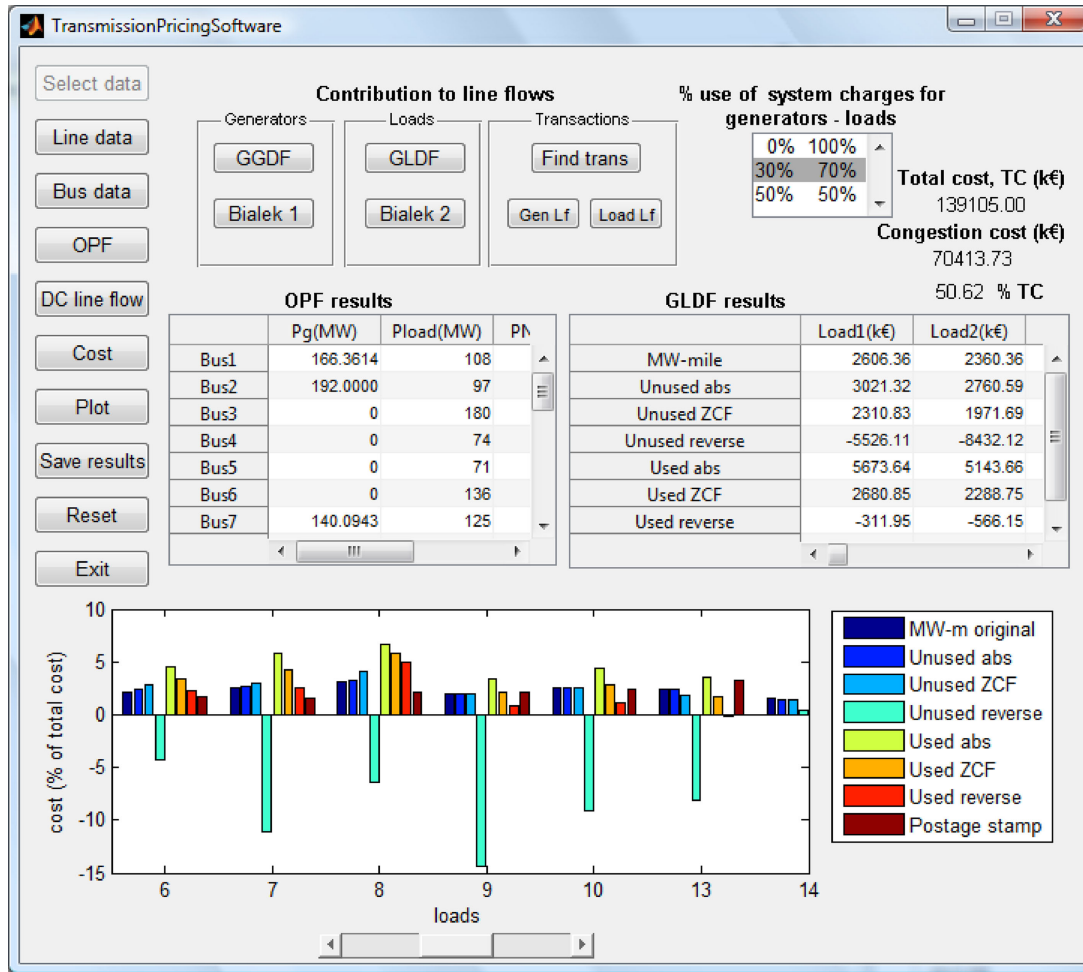 TransmissionPricingSoftware
Select data
Line data
Bus data
OPF
DC line flow
Cost
Plot
Save results
Reset
Exit
Contribution to line flows
Generators
GGDF
Bialek 1
Loads
GLDF
Bialek 2
Transactions
Find trans
Gen Lf Load Lf
% use of system charges for
generators - loads
0% 100%
30% 70%
50% 50%
Total cost, TC (k€)
139105.00
Congestion cost (k€)
70413.73
50.62 % TC
OPF results
Pg(MW) Pload(MW) PN
Bus1 166.3614 108
Bus2 192.0000 97
Bus3 0 180
Bus4 0 74
Bus5 0 71
Bus6 0 136
Bus7 140.0943 125
GLDF results
Load1(k€) Load2(k€)
MW-mile 2606.36 2360.36
Unused abs 3021.32 2760.59
Unused ZCF 2310.83 1971.69
Unused reverse -5526.11 -8432.12
Used abs 5673.64 5143.66
Used ZCF 2680.85 2288.75
Used reverse -311.95 -566.15
cost (% of total cost)
10
5
0
-5
-10
-15
6 7 8 9 10 13 14
loads
MW-m original
Unused abs
Unused ZCF
Unused reverse
Used abs
Used ZCF
Used reverse
Postage stamp